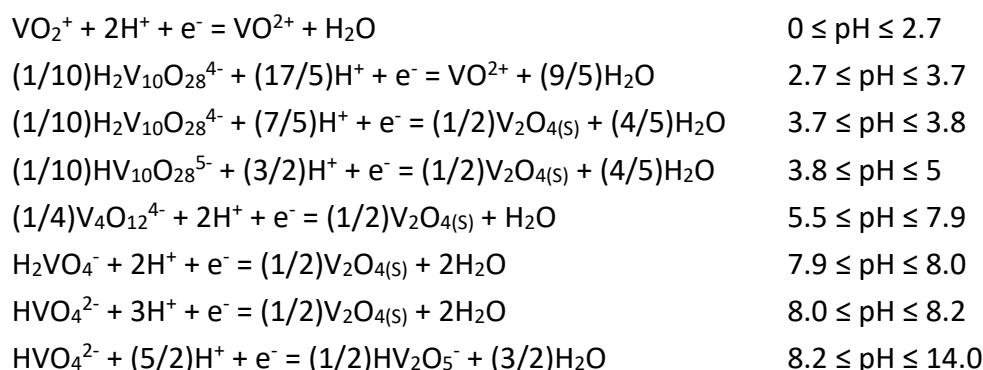 VO₂⁺ + 2H⁺ + e⁻ = VO²⁺ + H₂O 0 ≤ pH ≤ 2.7
(1/10)H₂V₁₀O₂₈⁴⁻ + (17/5)H⁺ + e⁻ = VO²⁺ + (9/5)H₂O 2.7 ≤ pH ≤ 3.7
(1/10)H₂V₁₀O₂₈⁴⁻ + (7/5)H⁺ + e⁻ = (1/2)V₂O₄₍S₎ + (4/5)H₂O 3.7 ≤ pH ≤ 3.8
(1/10)HV₁₀O₂₈⁵⁻ + (3/2)H⁺ + e⁻ = (1/2)V₂O₄₍S₎ + (4/5)H₂O 3.8 ≤ pH ≤ 5
(1/4)V₄O₁₂⁴⁻ + 2H⁺ + e⁻ = (1/2)V₂O₄₍S₎ + H₂O 5.5 ≤ pH ≤ 7.9
H₂VO₄⁻ + 2H⁺ + e⁻ = (1/2)V₂O₄₍S₎ + 2H₂O 7.9 ≤ pH ≤ 8.0
HVO₄²⁻ + 3H⁺ + e⁻ = (1/2)V₂O₄₍S₎ + 2H₂O 8.0 ≤ pH ≤ 8.2
HVO₄²⁻ + (5/2)H⁺ + e⁻ = (1/2)HV₂O₅⁻ + (3/2)H₂O 8.2 ≤ pH ≤ 14.0